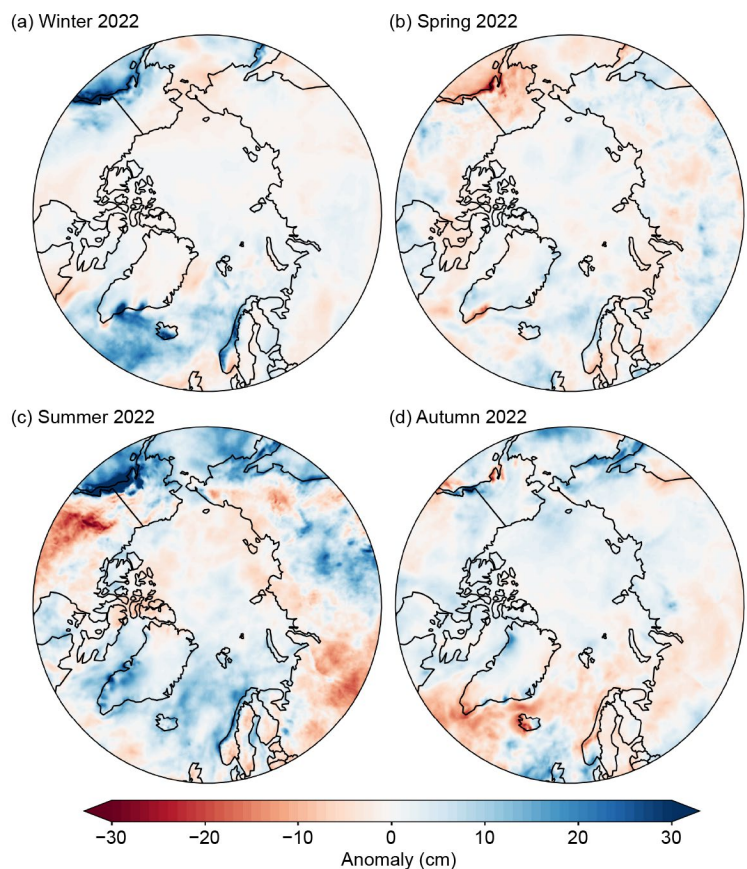 (a) Winter 2022
(b) Spring 2022
(c) Summer 2022
(d) Autumn 2022
−30 −20 −10 0 10 20 30
Anomaly (cm)